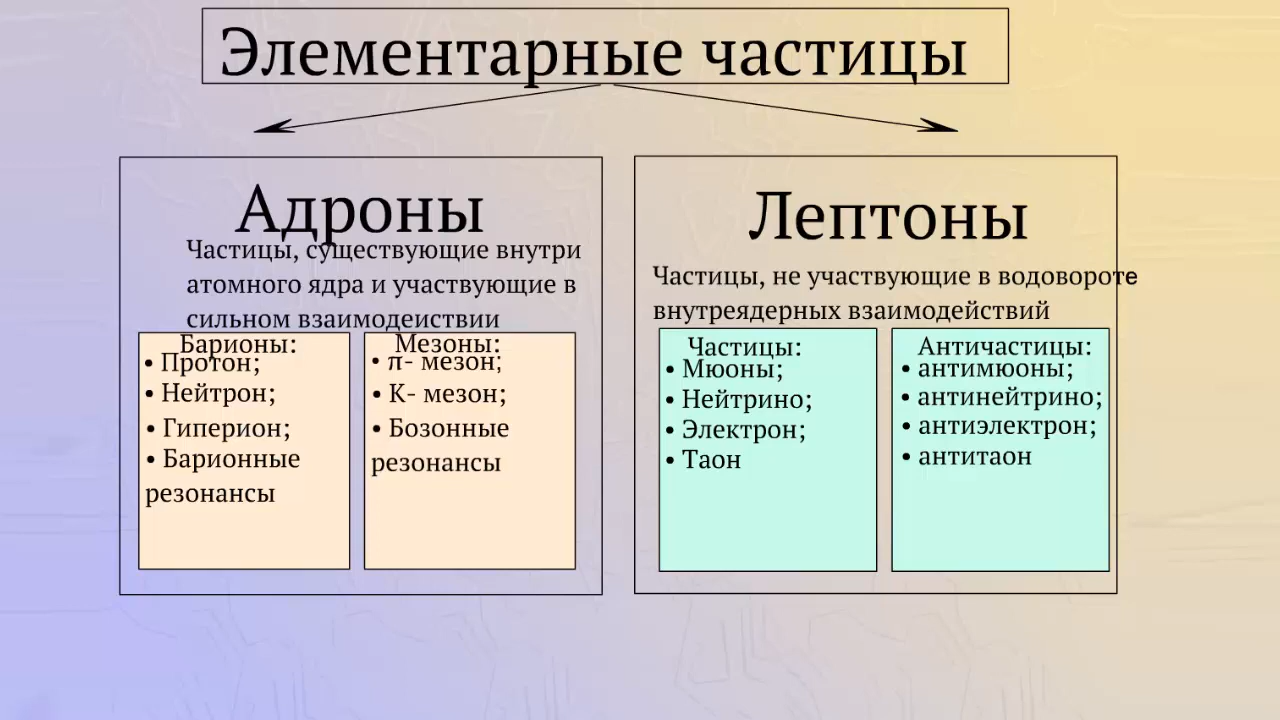 Элементарные частицы
Адроны
Частицы, существующие внутри
атомного ядра и участвующие в
сильном взаимодеиствии
Барионы:
• Протон;
• Нейтрон;
• Гиперион;
• Барионные
резонансы
Мезоны:
• π- мезон;
• K- мезон;
• Бозонные
резонансы
Лептоны
Частицы, не участвующие в водовороте
внутреядерных взаимодействий
Частицы:
• Мюоны;
• Нейтрино;
• Электрон;
• Таон
Античастицы:
• антимюоны;
• антинейтрино;
• антиэлектрон;
• антитаон